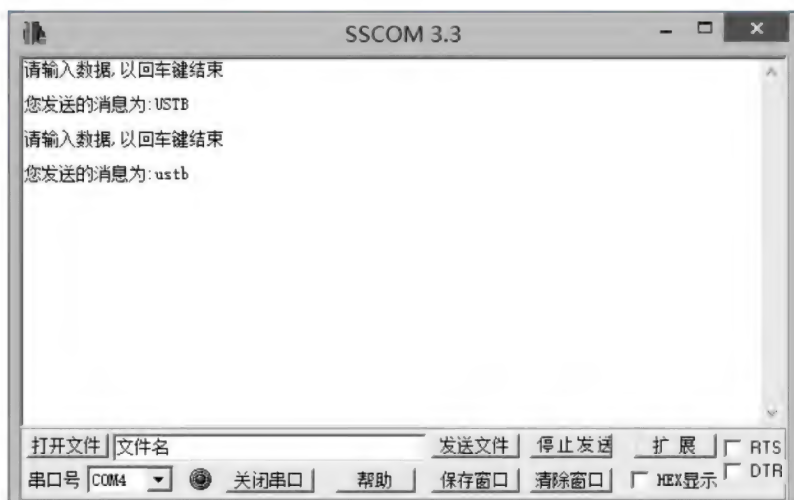 SSCOM 3.3
请输入数据,以回车键结束
您发送的消息为:USTB
请输入数据,以回车键结束
您发送的消息为:ustb
打开文件 文件名 发送文件 停止发送 扩展 RTS
串口号 COM4 关闭串口 帮助 保存窗口 清除窗口 HEX显示 DTR